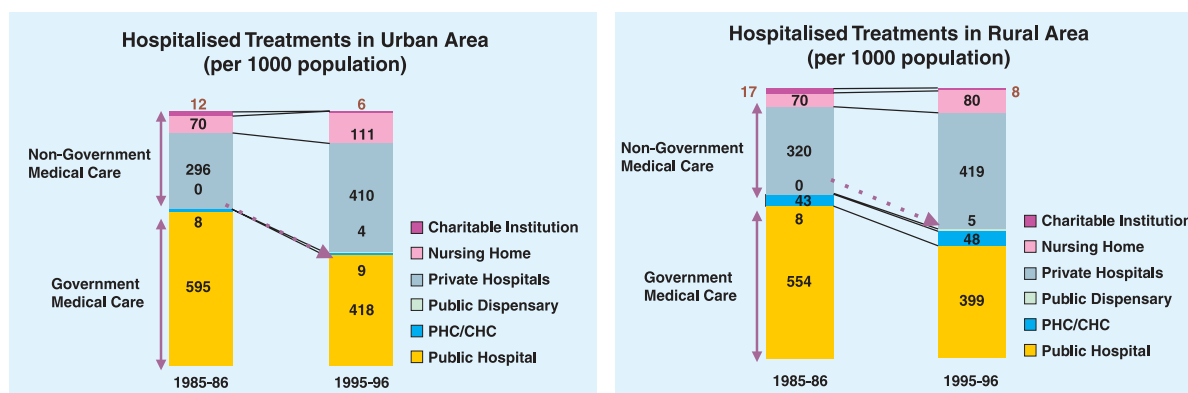 Hospitalised Treatments in Urban Area
(per 1000 population)
12
6
70
111
Non-Government
Medical Care
296
0
410
4
8
9
Government
Medical Care
595
418
Charitable Institution
Nursing Home
Private Hospitals
Public Dispensary
PHC/CHC
Public Hospital
1985-86
1995-96
Hospitalised Treatments in Rural Area
(per 1000 population)
17
70
80
8
Non-Government
Medical Care
320
0
419
5
43
8
48
Government
Medical Care
554
399
Charitable Institution
Nursing Home
Private Hospitals
Public Dispensary
PHC/CHC
Public Hospital
1985-86
1995-96